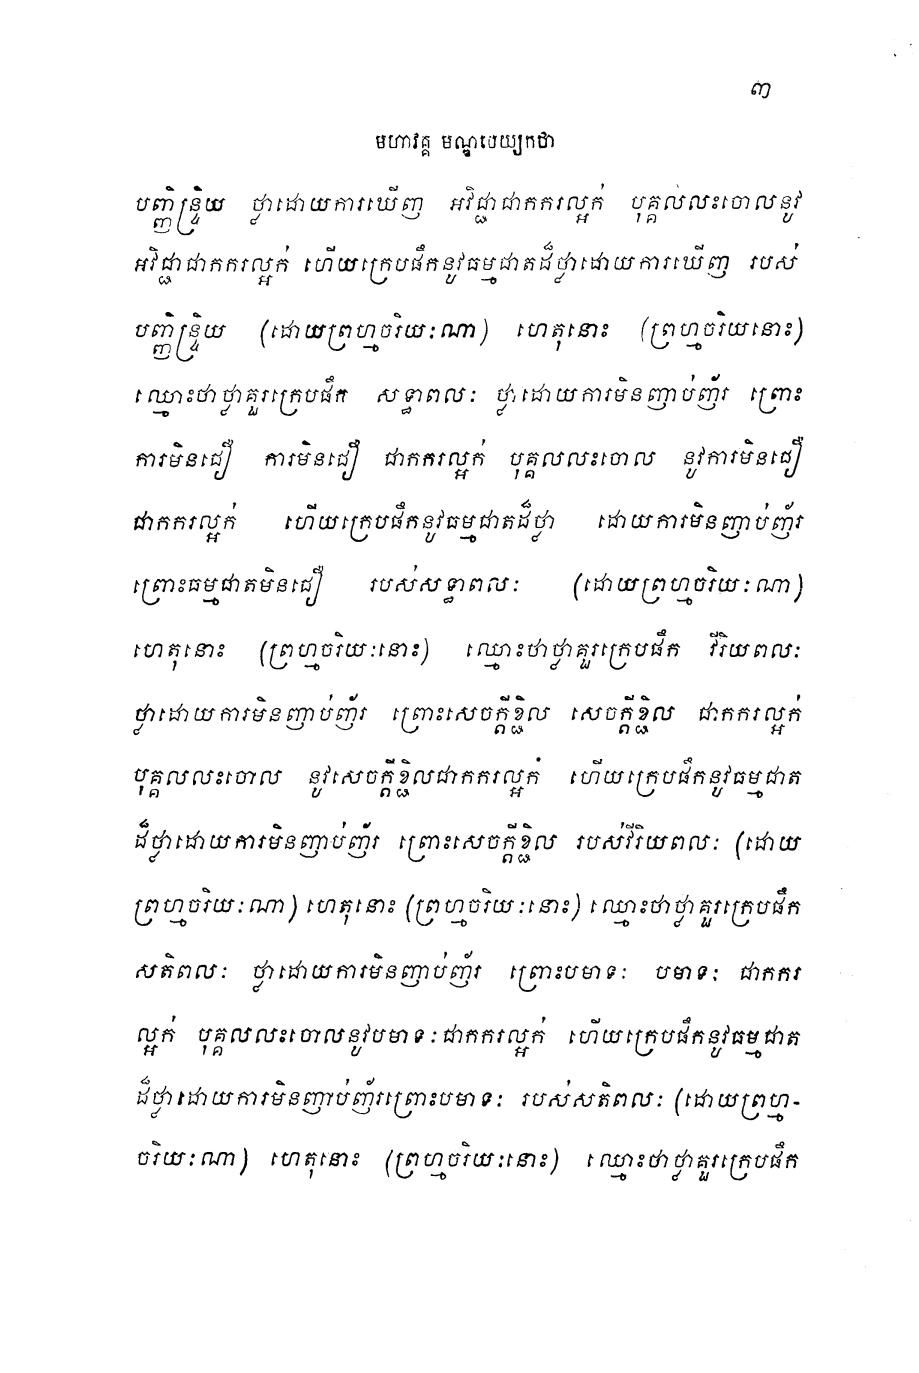 ៣
មហាវគ្គ មណ្ឌបេយ្យកថា
បញ្ញិន្ទ្រិយ ថ្លាដោយការឃើញ អវិជ្ជាជាកករល្អក់ បុគ្គលលះចោលនូវ
អវិជ្ជាជាកករល្អក់ ហើយក្រេបផឹកនូវធម្មជាតដ៏ថ្លាដោយការឃើញ របស់
បញ្ញិន្ទ្រិយ (ដោយព្រហ្មចរិយៈណា) ហេតុនោះ (ព្រហ្មចរិយនោះ)
ឈ្មោះថាថ្លាគួរក្រេបផឹក សទ្ធាពលៈ ថ្លាដោយការមិនញាប់ញ័រ ព្រោះ
ការមិនជឿ ការមិនជឿ ជាកករល្អក់ បុគ្គលលះចោល នូវការមិនជឿ
ជាកករល្អក់ ហើយក្រេបផឹកនូវធម្មជាតដ៏ថ្លា ដោយការមិនញាប់ញ័រ
ព្រោះធម្មជាតមិនជឿ របស់សទ្ធាពលៈ (ដោយព្រហ្មចរិយៈណា)
ហេតុនោះ (ព្រហ្មចរិយៈនោះ) ឈ្មោះថាថ្លាគួរក្រេបផឹក វីរិយពលៈ
ថ្លាដោយការមិនញាប់ញ័រ ព្រោះសេចក្តីខ្ជិល សេចក្តីខ្ជិល ជាកករល្អក់
បុគ្គលលះចោល នូវសេចក្តីខ្ជិលជាកករល្អក់ ហើយក្រេបផឹកនូវធម្មជាត
ដ៏ថ្លាដោយការមិនញាប់ញ័រ ព្រោះសេចក្តីខ្ជិល របស់វីរិយពលៈ (ដោយ
ព្រហ្មចរិយៈណា) ហេតុនោះ (ព្រហ្មចរិយៈនោះ) ឈ្មោះថាថ្លាគួរក្រេបផឹក
សតិពលៈ ថ្លាដោយការមិនញាប់ញ័រ ព្រោះបមាទៈ បមាទៈ ជាកករ
ល្អក់ បុគ្គលលះចោលនូវបមាទៈជាកករល្អក់ ហើយក្រេបផឹកនូវធម្មជាត
ដ៏ថ្លាដោយការមិនញាប់ញ័រព្រោះបមាទៈ របស់សតិពលៈ (ដោយព្រហ្ម-
ចរិយៈណា) ហេតុនោះ (ព្រហ្មចរិយៈនោះ) ឈ្មោះថាថ្លាគួរក្រេបផឹក